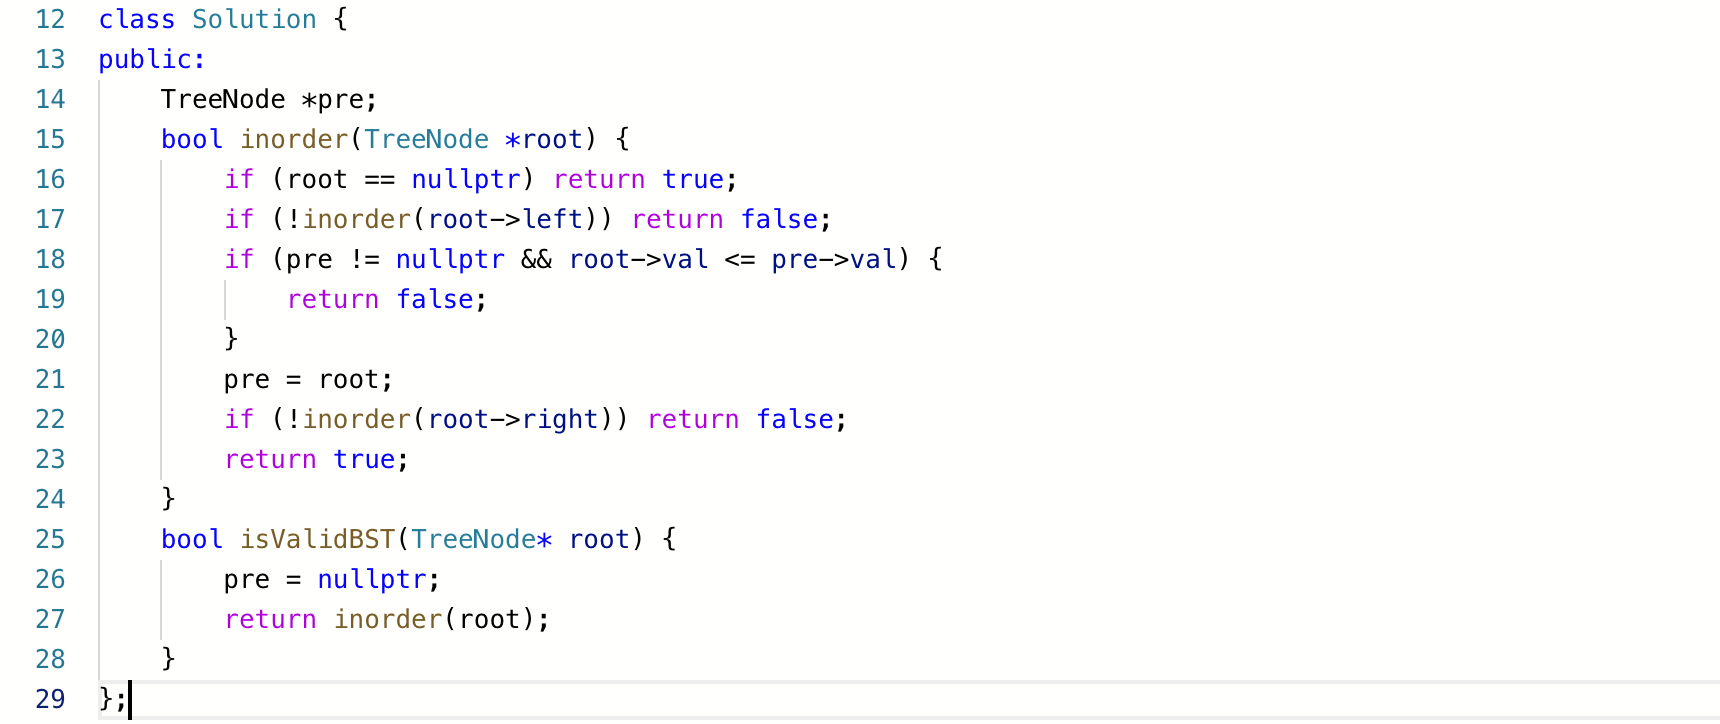 12 class Solution {
13 public:
14     TreeNode *pre;
15     bool inorder(TreeNode *root) {
16         if (root == nullptr) return true;
17         if (!inorder(root->left)) return false;
18         if (pre != nullptr && root->val <= pre->val) {
19             return false;
20         }
21         pre = root;
22         if (!inorder(root->right)) return false;
23         return true;
24     }
25     bool isValidBST(TreeNode* root) {
26         pre = nullptr;
27         return inorder(root);
28     }
29 };